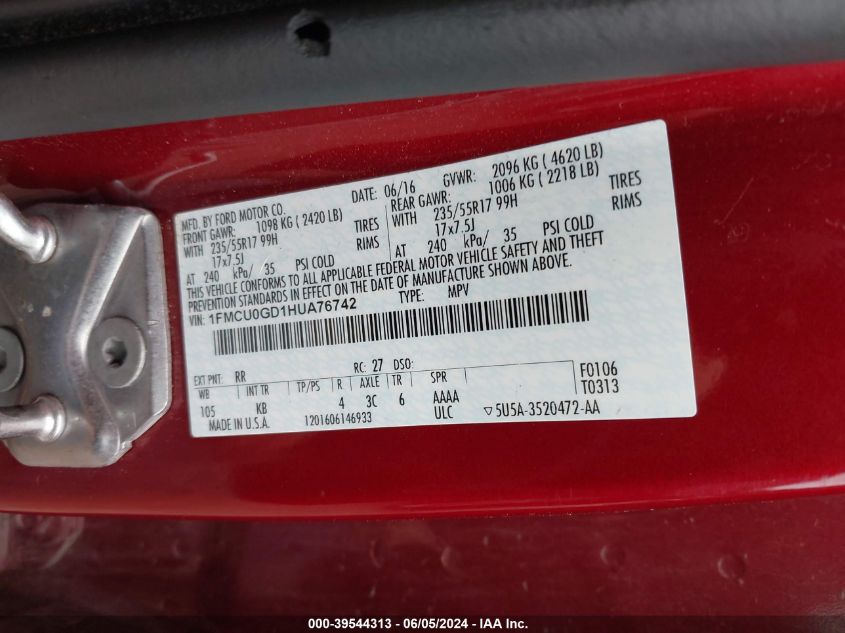 MFD. BY FORD MOTOR CO.
DATE: 06/16
GVWR: 2096 KG ( 4620 LB)
FRONT GAWR: 1098 KG ( 2420 LB)
REAR GAWR: 1006 KG ( 2218 LB)
WITH 235/55R17 99H TIRES
WITH 235/55R17 99H TIRES
17x7.5J RIMS
17x7.5J RIMS
AT 240 kPa/ 35 PSI COLD
AT 240 kPa/ 35 PSI COLD
THIS VEHICLE CONFORMS TO ALL APPLICABLE FEDERAL MOTOR VEHICLE SAFETY AND THEFT
PREVENTION STANDARDS IN EFFECT ON THE DATE OF MANUFACTURE SHOWN ABOVE.
VIN: 1FMCU0GD1HUA76742
TYPE: MPV
EXT PNT: RR RC: 27 DSO:
WB INT TR TP/PS R AXLE TR SPR
105 KB 4 3C 6 AAAA
F0106
T0313
MADE IN U.S.A. 1201606146933 ULC ▽5U5A-3520472-AA
000-39544313 - 06/05/2024 - IAA Inc.